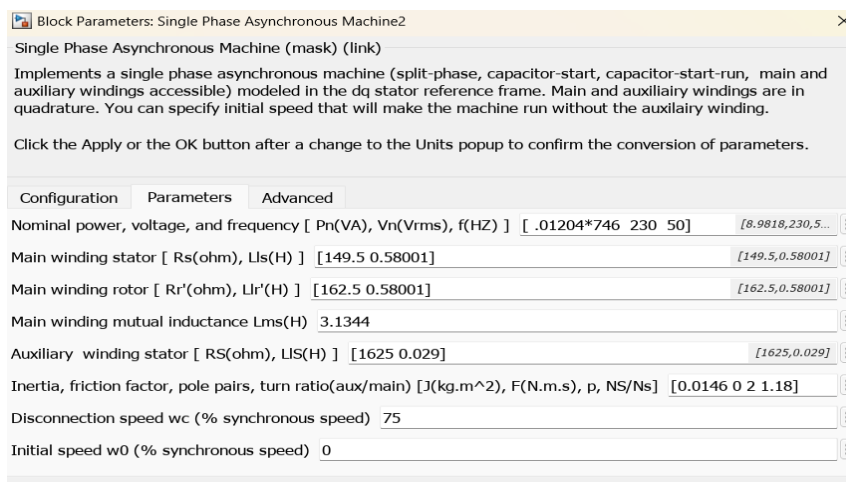 Block Parameters: Single Phase Asynchronous Machine2
Single Phase Asynchronous Machine (mask) (link)
Implements a single phase asynchronous machine (split-phase, capacitor-start, capacitor-start-run, main and
auxiliary windings accessible) modeled in the dq stator reference frame. Main and auxiliairy windings are in
quadrature. You can specify initial speed that will make the machine run without the auxilairy winding.
Click the Apply or the OK button after a change to the Units popup to confirm the conversion of parameters.
Configuration Parameters Advanced
Nominal power, voltage, and frequency [ Pn(VA), Vn(Vrms), f(HZ) ] [ .01204*746 230 50] [8.9818,230,5...
Main winding stator [ Rs(ohm), Lls(H) ] [149.5 0.58001] [149.5,0.58001]
Main winding rotor [ Rr'(ohm), Llr'(H) ] [162.5 0.58001] [162.5,0.58001]
Main winding mutual inductance Lms(H) 3.1344
Auxiliary winding stator [ RS(ohm), LlS(H) ] [1625 0.029] [1625,0.029]
Inertia, friction factor, pole pairs, turn ratio(aux/main) [J(kg.m^2), F(N.m.s), p, NS/Ns] [0.0146 0 2 1.18]
Disconnection speed wc (% synchronous speed) 75
Initial speed w0 (% synchronous speed) 0